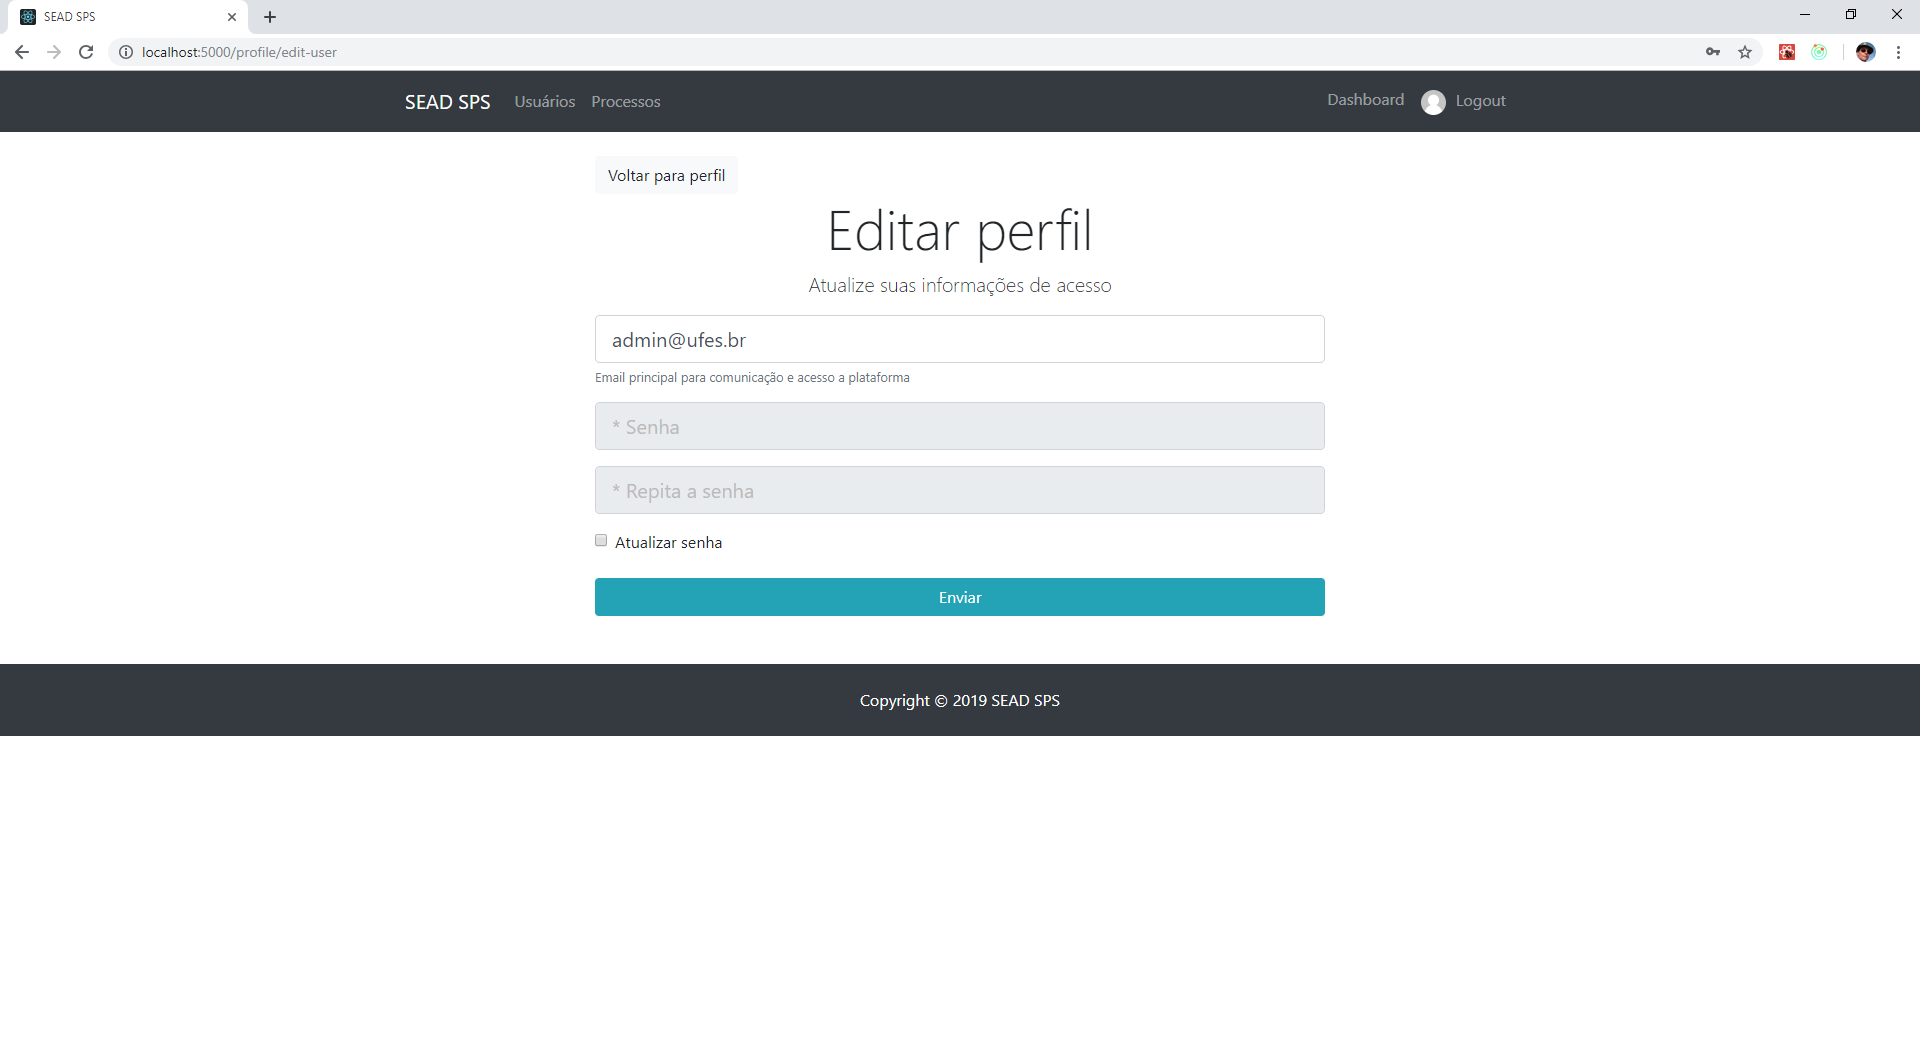 SEAD SPS
localhost:5000/profile/edit-user
SEAD SPS Usuários Processos Dashboard Logout
Voltar para perfil
Editar perfil
Atualize suas informações de acesso
admin@ufes.br
Email principal para comunicação e acesso a plataforma
* Senha
* Repita a senha
Atualizar senha
Enviar
Copyright © 2019 SEAD SPS